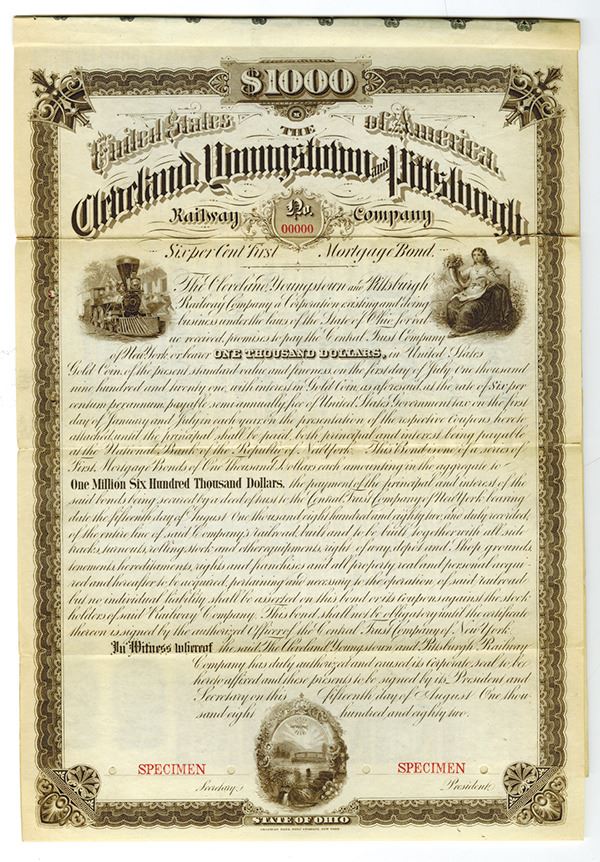 $1000
United States of America.
THE
Cleveland, Youngstown and Pittsburgh
Railway No. Company
00000
Six per Cent First Mortgage Bond.
The Cleveland, Youngstown and Pittsburgh
Railway Company a Corporation existing and doing
business under the laws of the State of Ohio for val
ue received, promises to pay the Central Trust Company
of New York or bearer ONE THOUSAND DOLLARS, in United States
Gold Coin, of the present standard value and fineness, on the first day of July One thousand
nine hundred and twenty one, with interest in Gold Coin, as aforesaid, at the rate of Six per
centum per annum, payable semi annually, free of United States Government tax on the first
day of January and July in each year, on the presentation of the respective coupons hereto
attached until the principal shall be paid, both principal and interest being payable
at the National Bank of the Republic of New York. This Bond is one of a series of
First Mortgage Bonds of One Thousand Dollars each amounting in the aggregate to
One Million Six Hundred Thousand Dollars, the payment of the principal and interest of the
said bonds being secured by a deed of trust to the Central Trust Company of New York bearing
date the fifteenth day of August One thousand eight hundred and eighty two, and duly recorded,
of the entire line of said Company's railroad, built and to be built, together with all side
tracks, turnouts, rolling stock and other equipments, rights of way, depot and Shop grounds,
tenements, hereditaments, rights and franchises and all property real and personal acqui-
red and hereafter to be acquired, pertaining and necessary to the operation of said railroad
but no individual liability shall be asserted on this bond or its coupons against the stock
holders of said Railway Company. This bond shall not be obligatory until the certificate
thereon is signed by the authorized Officer of the Central Trust Company of New York.
In Witness whereof the said The Cleveland Youngstown and Pittsburgh Railway
Company has duly authorized and caused its corporate seal to be
hereto affixed and these presents to be signed by its President and
Secretary on this fifteenth day of August One thou
sand eight hundred and eighty two.
SPECIMEN SPECIMEN
Secretary. President.
STATE OF OHIO